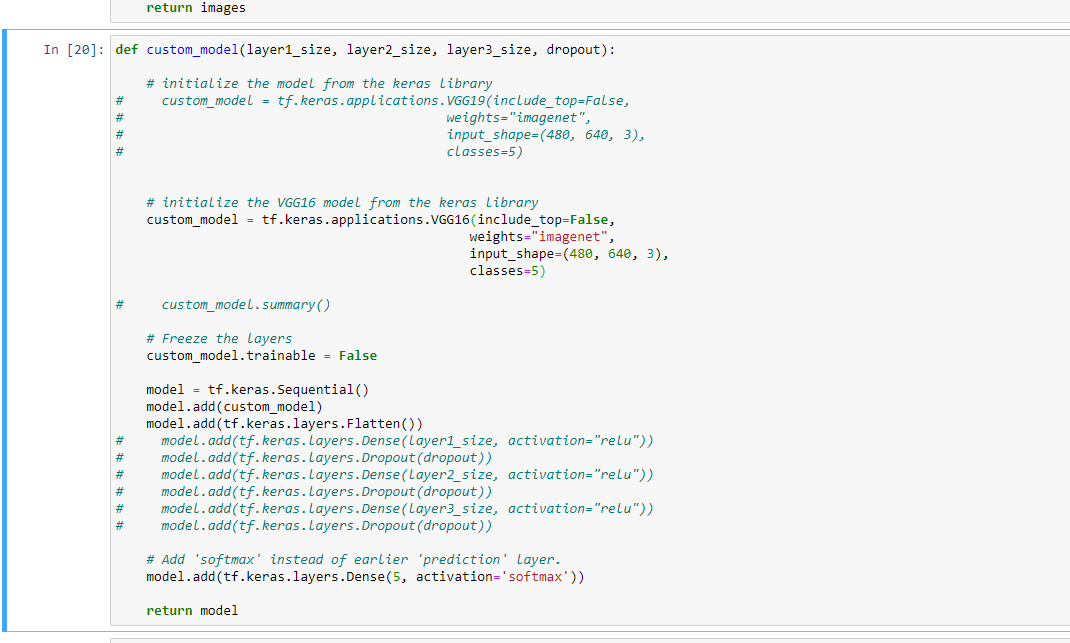 return images
In [20]: def custom_model(layer1_size, layer2_size, layer3_size, dropout):
    # initialize the model from the keras library
#     custom_model = tf.keras.applications.VGG19(include_top=False,
#                                          weights="imagenet",
#                                          input_shape=(480, 640, 3),
#                                          classes=5)
    # initialize the VGG16 model from the keras library
    custom_model = tf.keras.applications.VGG16(include_top=False,
                                         weights="imagenet",
                                         input_shape=(480, 640, 3),
                                         classes=5)
#     custom_model.summary()
    # Freeze the layers
    custom_model.trainable = False
    model = tf.keras.Sequential()
    model.add(custom_model)
    model.add(tf.keras.layers.Flatten())
#     model.add(tf.keras.layers.Dense(layer1_size, activation="relu"))
#     model.add(tf.keras.layers.Dropout(dropout))
#     model.add(tf.keras.layers.Dense(layer2_size, activation="relu"))
#     model.add(tf.keras.layers.Dropout(dropout))
#     model.add(tf.keras.layers.Dense(layer3_size, activation="relu"))
#     model.add(tf.keras.layers.Dropout(dropout))
    # Add 'softmax' instead of earlier 'prediction' layer.
    model.add(tf.keras.layers.Dense(5, activation='softmax'))
    return model